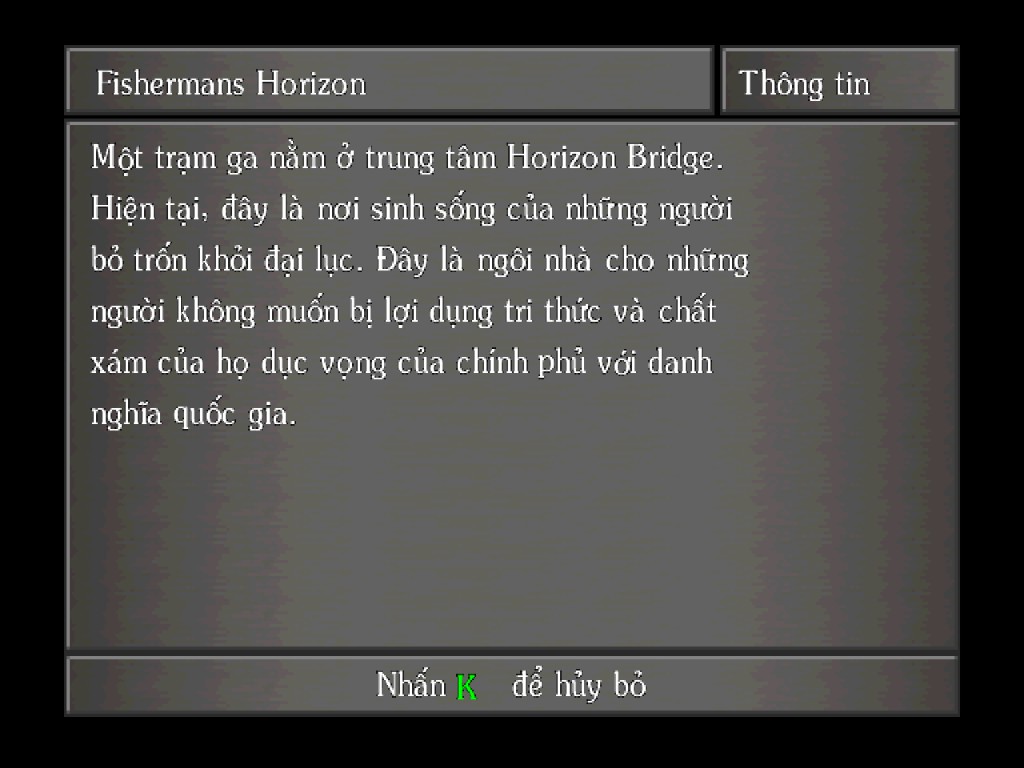 Fishermans Horizon
Thông tin
Một trạm ga nằm ở trung tâm Horizon Bridge.
Hiện tại, đây là nơi sinh sống của những người
bỏ trốn khỏi đại lục. Đây là ngôi nhà cho những
người không muốn bị lợi dụng tri thức và chất
xám của họ dục vọng của chính phủ với danh
nghĩa quốc gia.
Nhấn K để hủy bỏ